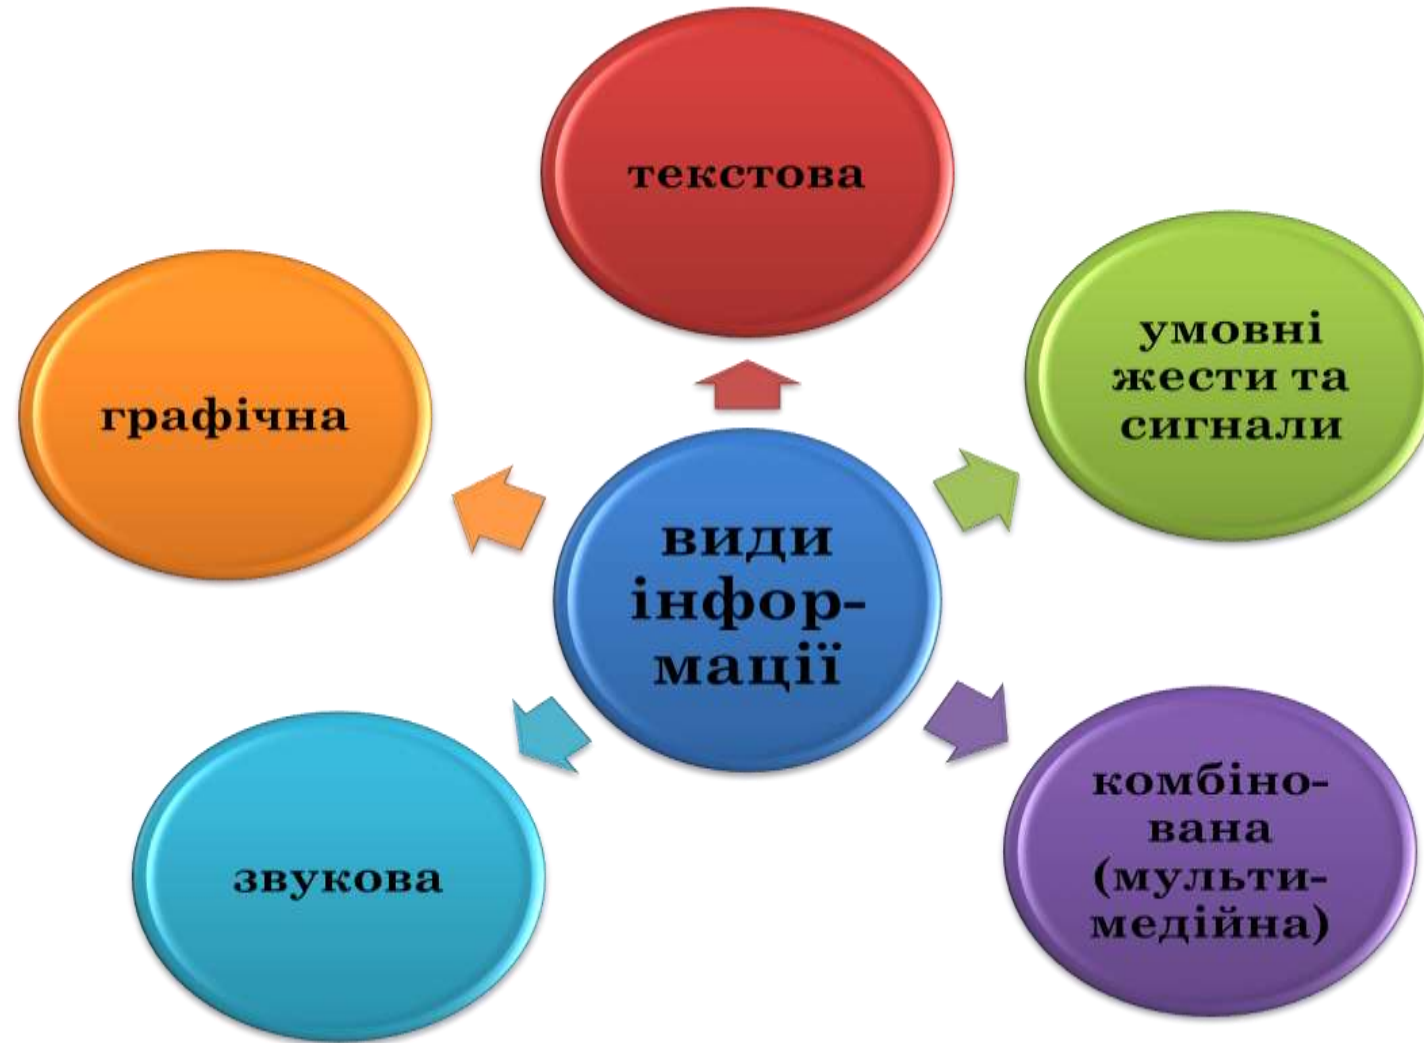 текстова
умовні
жести та
сигнали
графічна
види
інфор-
мації
комбіно-
вана
(мульти-
медійна)
звукова